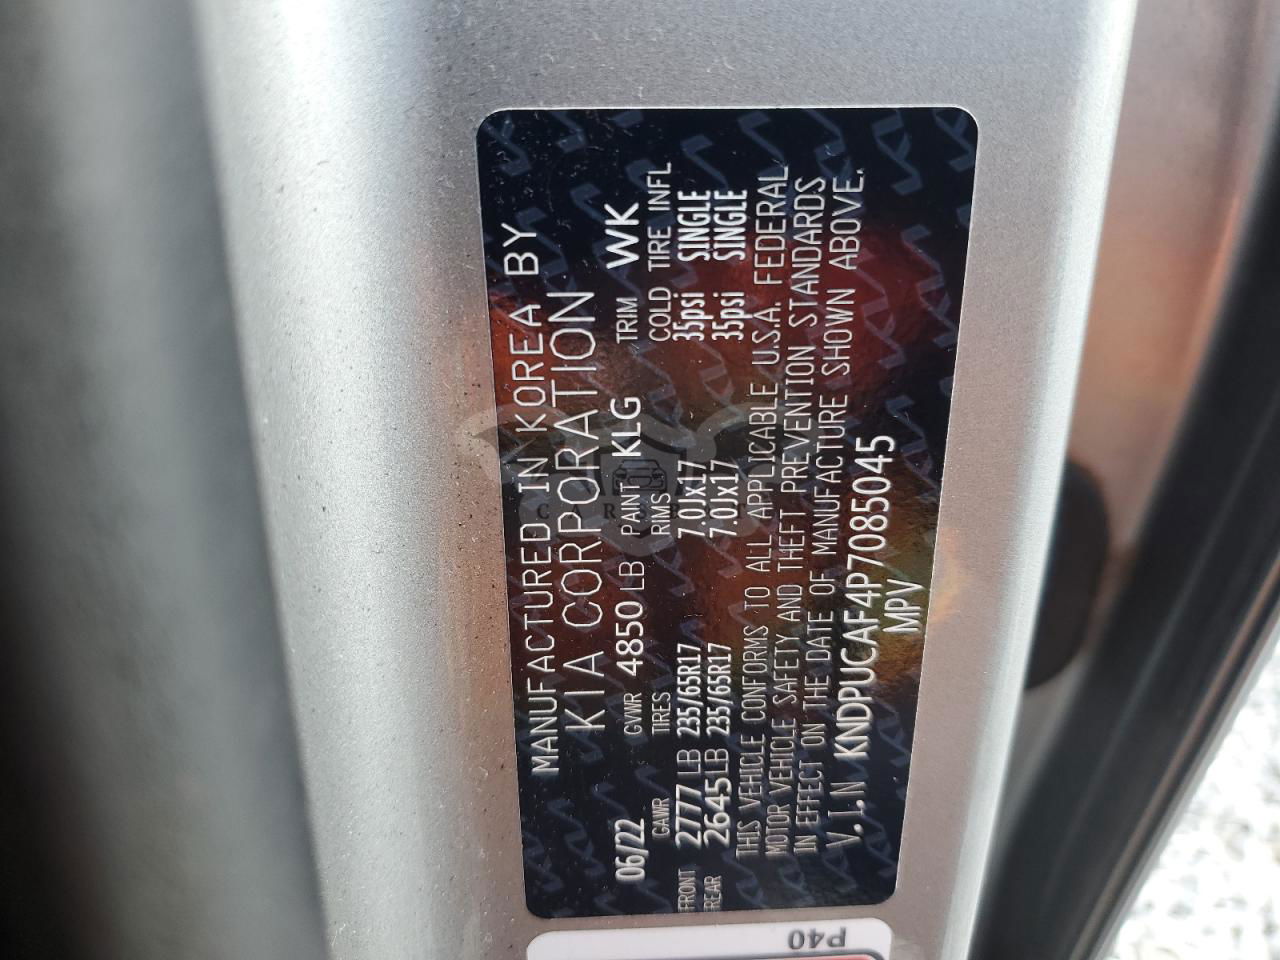 MANUFACTURED IN KOREA BY
KIA CORPORATION
06/22 GVWR 4850 LB PAINT KLG TRIM WK
GAWR TIRES RIMS COLD TIRE INFL
FRONT 2777 LB 235/65R17 7.0Jx17 35psi SINGLE
REAR 2645 LB 235/65R17 7.0Jx17 35psi SINGLE
THIS VEHICLE CONFORMS TO ALL APPLICABLE U.S.A. FEDERAL
MOTOR VEHICLE SAFETY AND THEFT PREVENTION STANDARDS
IN EFFECT ON THE DATE OF MANUFACTURE SHOWN ABOVE.
V.I.N KNDPUCAF4P7085045
MPV
P40